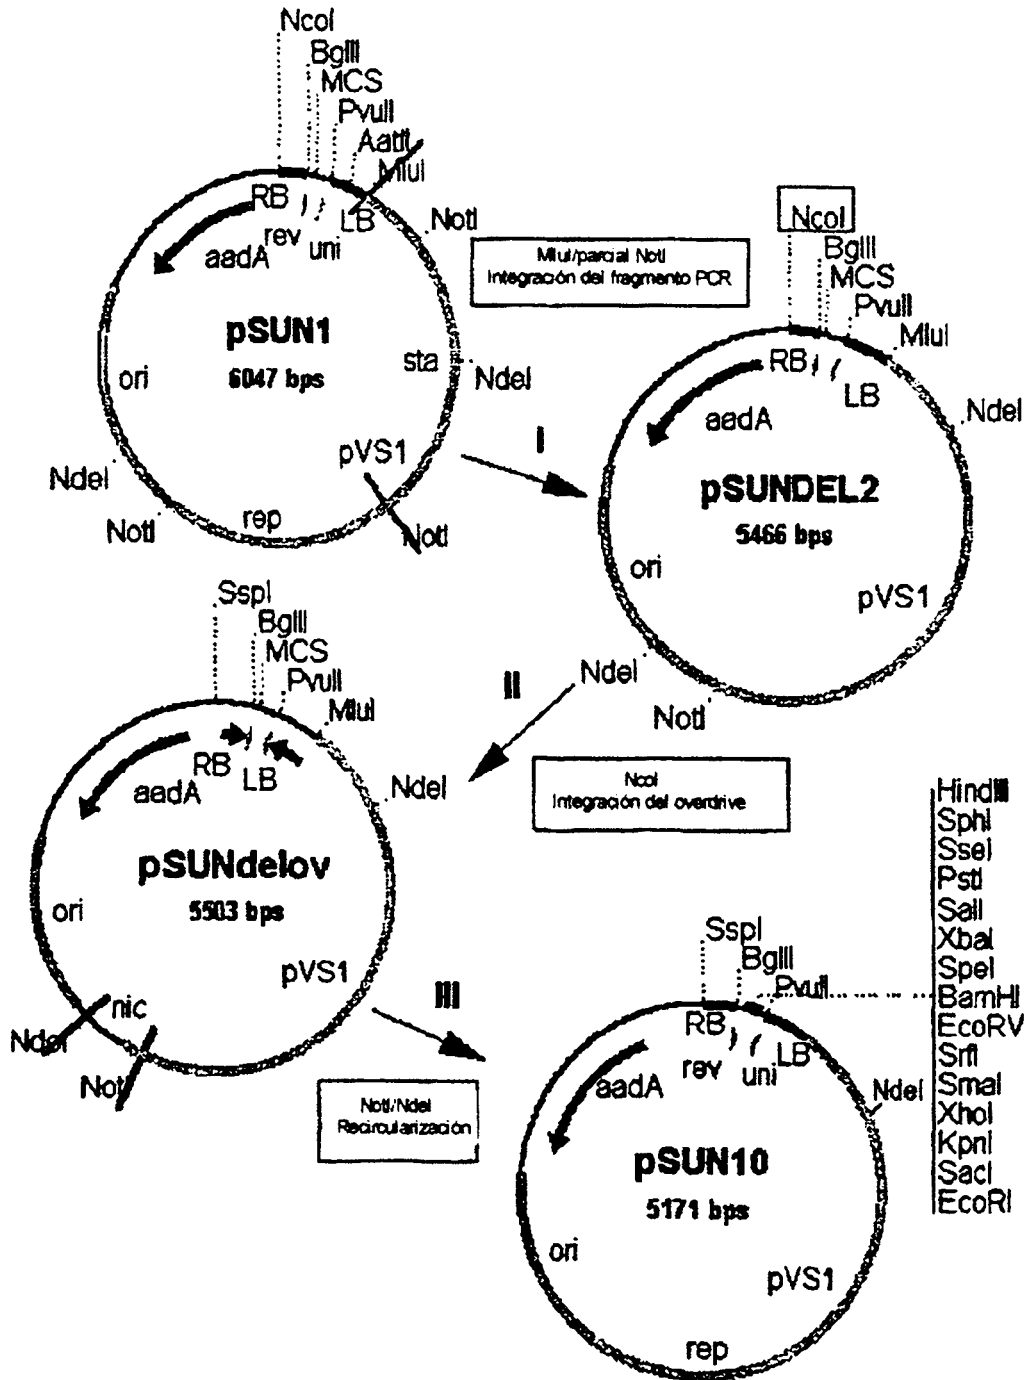 NcoI
BglII
MCS
PvuII
AatII
MluI
NotI
RB
rev
uni
LB
aadA
pSUN1
6047 bps
sta
NdeI
ori
pVS1
NdeI
NotI
rep
NotI
MluI/parcial NotI
Integración del fragmento PCR
I
NcoI
BglII
MCS
PvuII
MluI
RB
LB
aadA
NdeI
pSUNDEL2
5466 bps
ori
pVS1
NdeI
NotI
II
NcoI
Integración del overdrive
SspI
BglII
MCS
PvuII
MluI
RB
LB
aadA
NdeI
pSUNdelov
5503 bps
ori
pVS1
nic
NdeI
NotI
III
NotI/NdeI
Recircularización
SspI
BglII
PvuII
RB
rev
uni
LB
aadA
NdeI
pSUN10
5171 bps
ori
pVS1
rep
HindIII
SphI
SseI
PstI
SalI
XbaI
SpeI
BamHI
EcoRV
SrfI
SmaI
XhoI
KpnI
SacI
EcoRI